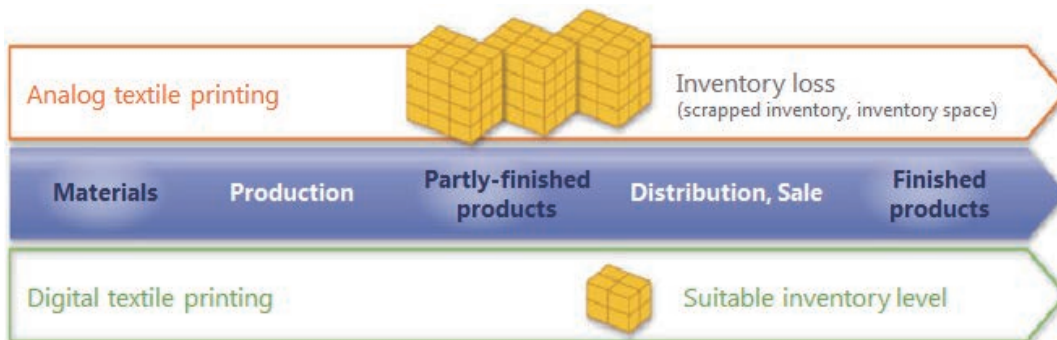 Analog textile printing
Inventory loss
(scrapped inventory, inventory space)
Materials
Production
Partly-finished
products
Distribution, Sale
Finished
products
Digital textile printing
Suitable inventory level